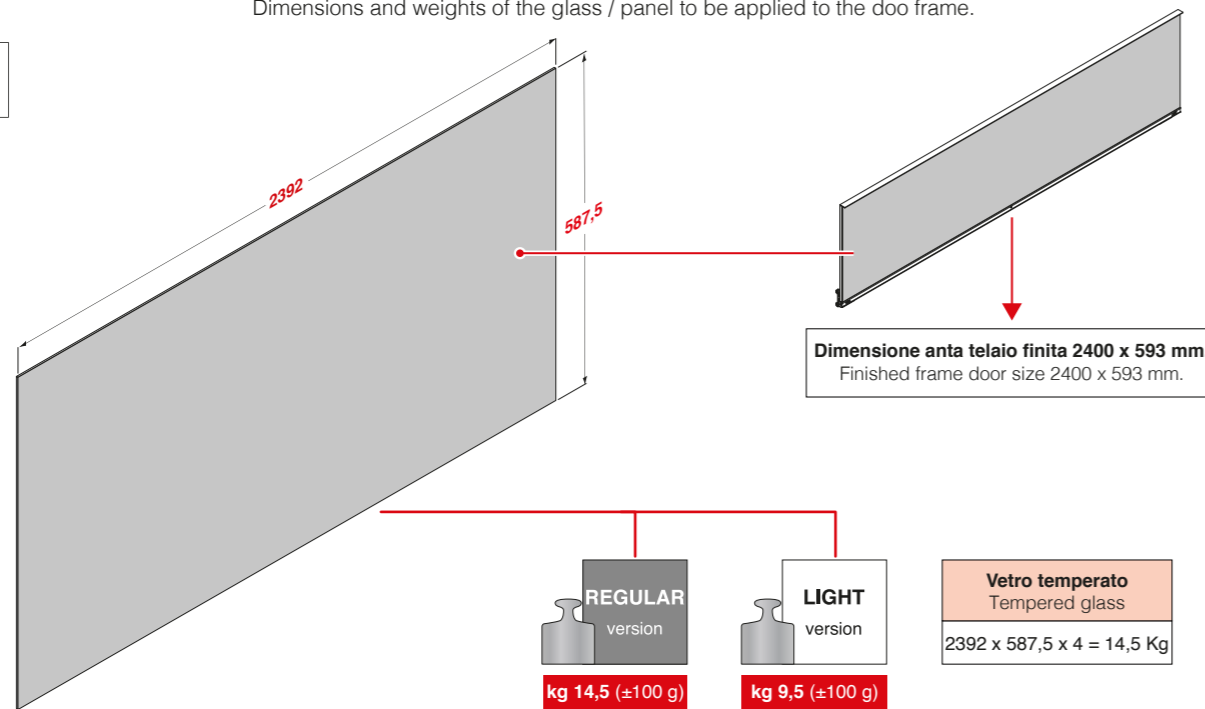 Dimensions and weights of the glass / panel to be applied to the doo frame.
2392
587,5
Dimensione anta telaio finita 2400 x 593 mm
Finished frame door size 2400 x 593 mm.
REGULAR
version
kg 14,5 (±100 g)
LIGHT
version
kg 9,5 (±100 g)
Vetro temperato
Tempered glass
2392 x 587,5 x 4 = 14,5 Kg